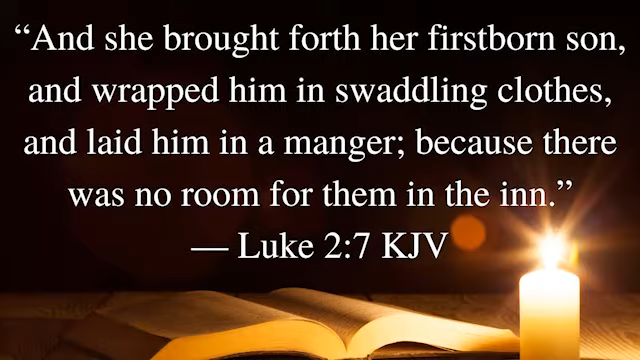 “And she brought forth her firstborn son,
and wrapped him in swaddling clothes,
and laid him in a manger; because there
was no room for them in the inn.”
— Luke 2:7 KJV